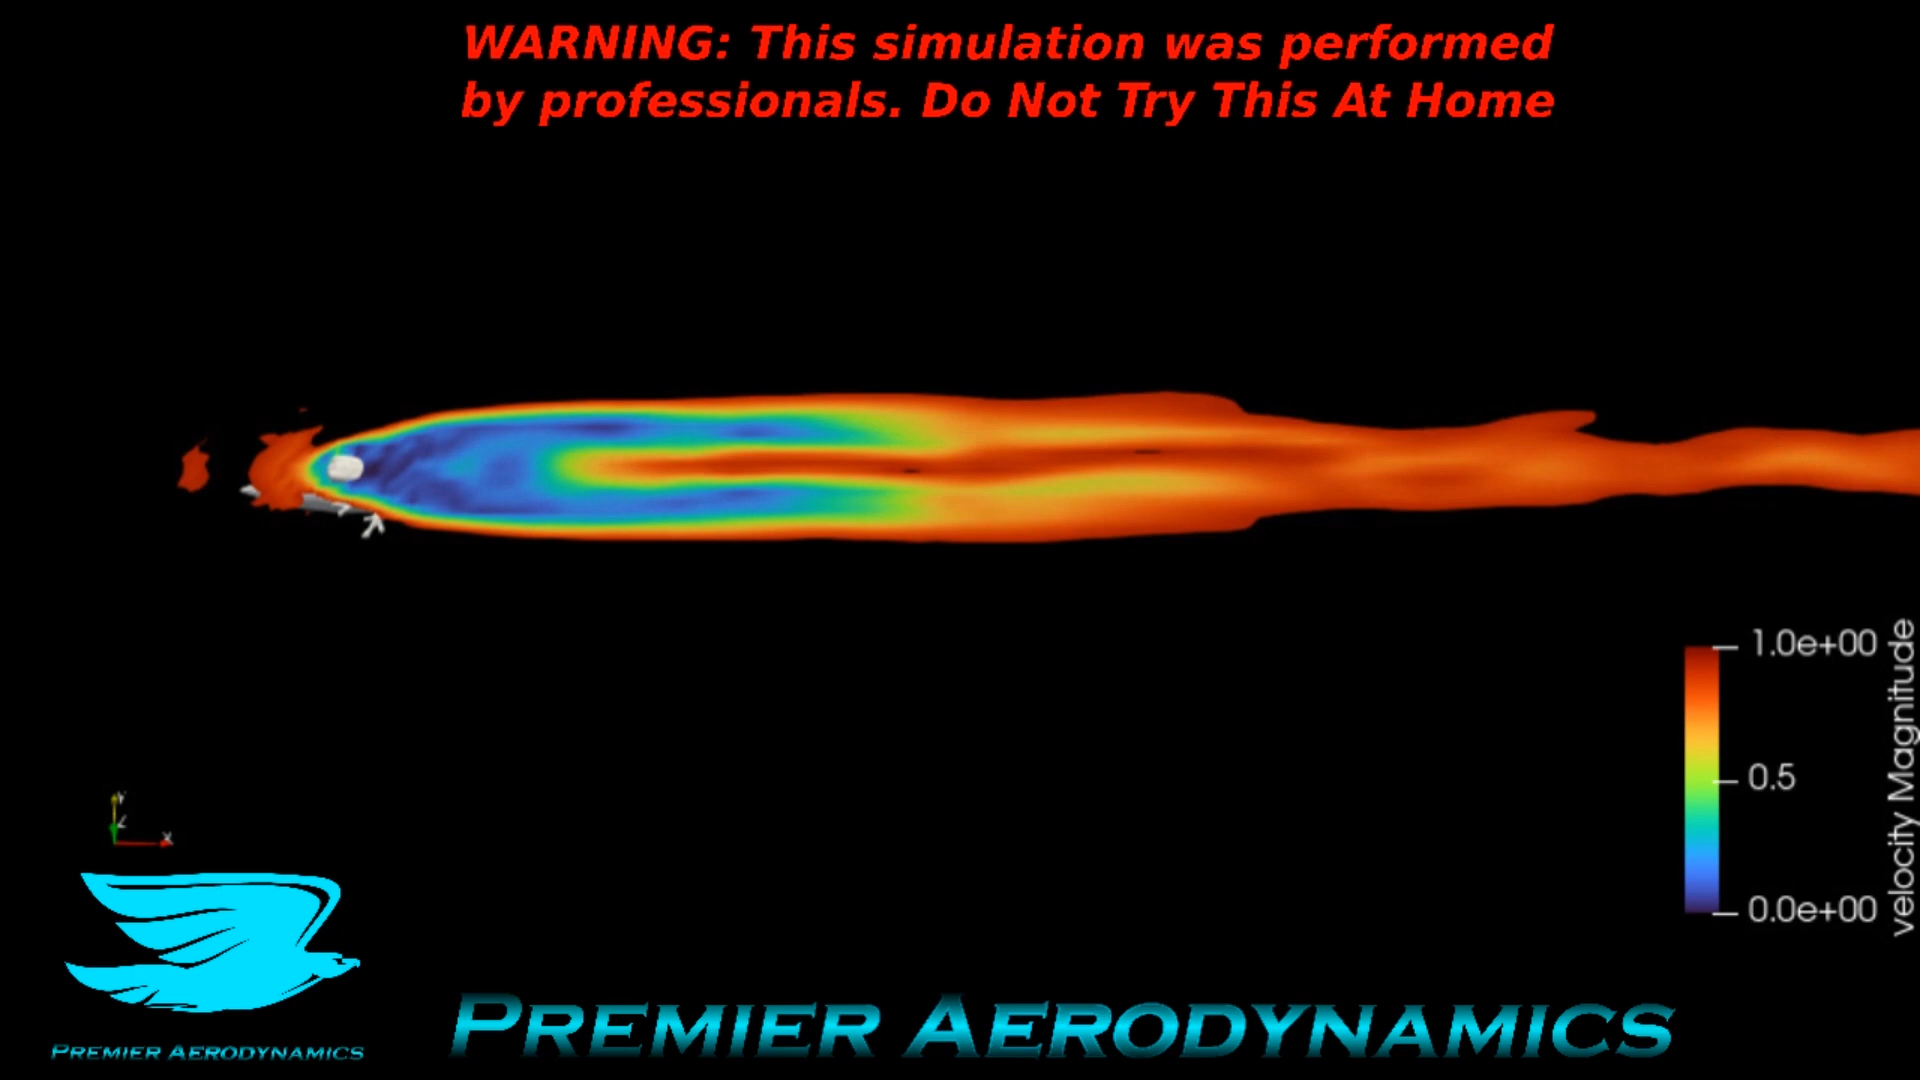 WARNING: This simulation was performed
by professionals. Do Not Try This At Home
1.0e+00
0.5
0.0e+00
velocity Magnitude
Y
Z
X
PREMIER AERODYNAMICS
PREMIER AERODYNAMICS